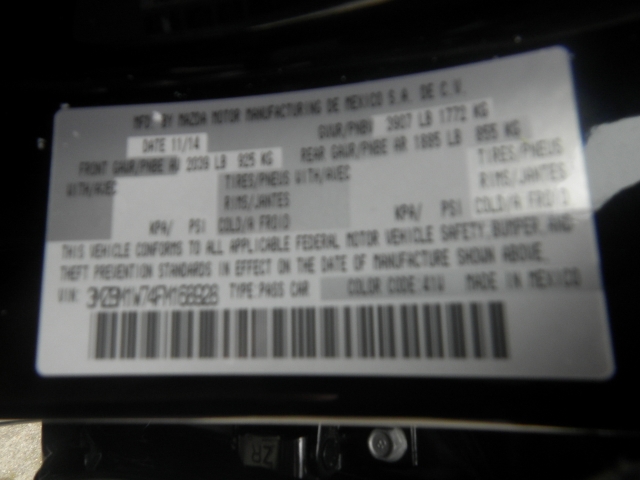 MFD BY MAZDA MOTOR MANUFACTURING DE MEXICO S.A. DE C.V.
DATE 11/14 GVWR/PNBV 3907 LB 1772 KG
FRONT GAWR/PNBE AV 2039 LB 925 KG REAR GAWR/PNBE AR 1885 LB 855 KG
WITH/AVEC TIRES/PNEUS WITH/AVEC TIRES/PNEUS
RIMS/JANTES RIMS/JANTES
KPA/ PSI COLD/A FROID KPA/ PSI COLD/A FROID
THIS VEHICLE CONFORMS TO ALL APPLICABLE FEDERAL MOTOR VEHICLE SAFETY, BUMPER, AND
THEFT PREVENTION STANDARDS IN EFFECT ON THE DATE OF MANUFACTURE SHOWN ABOVE.
VIN: 3MZBM1W74FM168926 TYPE:PASS CAR COLOR CODE:41U MADE IN MEXICO